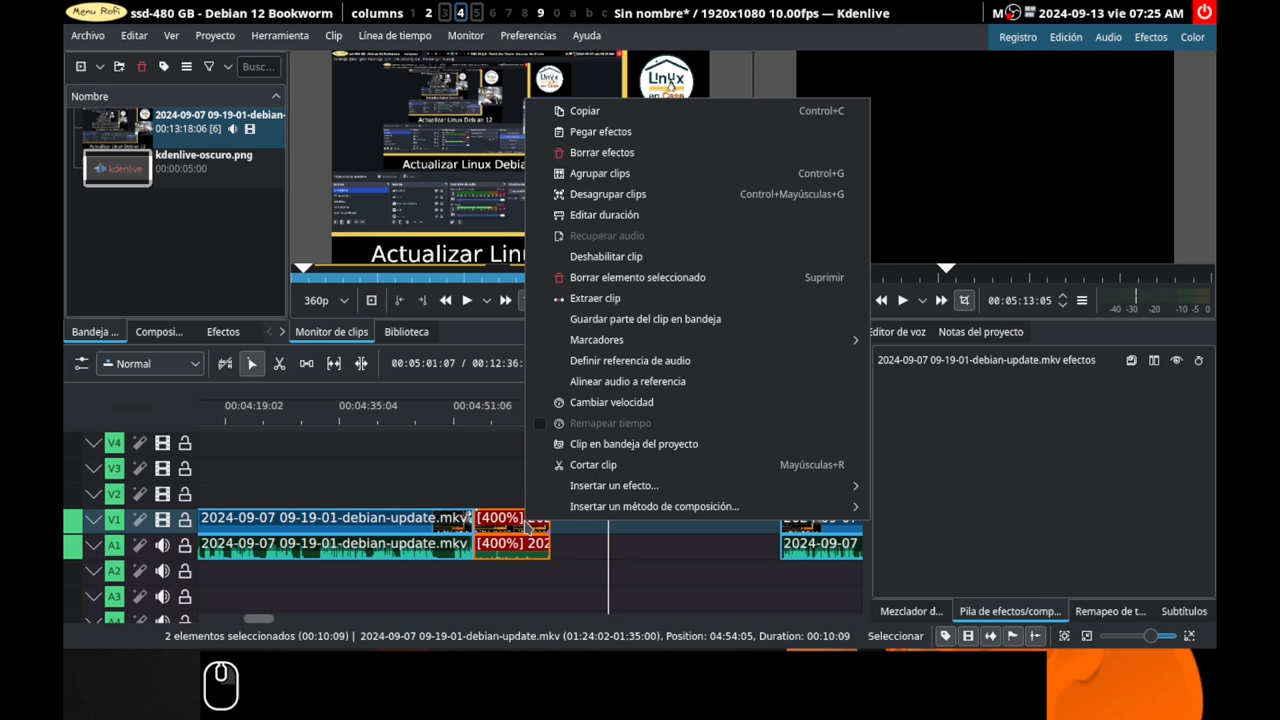 Menu Rofi ssd-480 GB - Debian 12 Bookworm columns 1 2 3 4 5 6 7 8 9 0 a b c Sin nombre* / 1920x1080 10.00fps — Kdenlive 2024-09-13 vie 07:25 AM
Archivo Editar Ver Proyecto Herramienta Clip Línea de tiempo Monitor Preferencias Ayuda Registro Edición Audio Efectos Color
Busc...
Nombre
2024-09-07 09-19-01-debian-
00:13:18:06 [6]
kdenlive-oscuro.png
00:00:05:00
kdenlive
Linux
en Casa
Actualizar Linux Debian 12
Actualizar Linux Debia
Actualizar Lin
Copiar Control+C
Pegar efectos
Borrar efectos
Agrupar clips Control+G
Desagrupar clips Control+Mayúsculas+G
Editar duración
Recuperar audio
Deshabilitar clip
Borrar elemento seleccionado Suprimir
Extraer clip
Guardar parte del clip en bandeja
Marcadores
Definir referencia de audio
Alinear audio a referencia
Cambiar velocidad
Remapear tiempo
Clip en bandeja del proyecto
Cortar clip Mayúsculas+R
Insertar un efecto...
Insertar un método de composición...
360p 00:05:13:05 -40 -30 -20 -10 -5 0
Bandeja ... Composi... Efectos Monitor de clips Biblioteca Editor de voz Notas del proyecto
Normal 00:05:01:07 / 00:12:36:
2024-09-07 09-19-01-debian-update.mkv efectos
Maestra 00:04:19:02 00:04:35:04 00:04:51:06
V4
V3
V2
V1 2024-09-07 09-19-01-debian-update.mkv [400%] 202 2024-09-07
A1 2024-09-07 09-19-01-debian-update.mkv [400%] 202 2024-09-07
A2
A3
A4
Mezclador d... Pila de efectos/comp... Remapeo de t... Subtítulos
2 elementos seleccionados (00:10:09) | 2024-09-07 09-19-01-debian-update.mkv (01:24:02-01:35:00), Position: 04:54:05, Duration: 00:10:09 Seleccionar